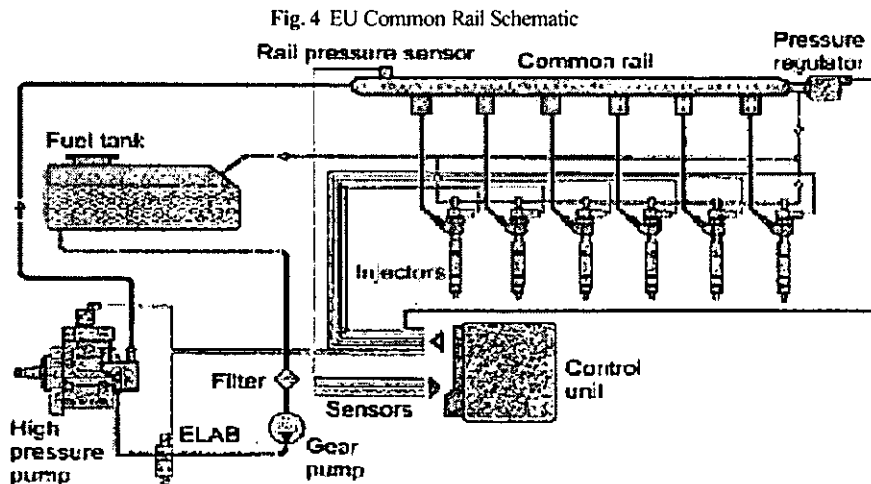 Fig. 4 EU Common Rail Schematic
Rail pressure sensor
Common rail
Pressure
regulator
Fuel tank
Injectors
Filter
Sensors
Control
unit
High
pressure
pump
ELAB
Gear
pump